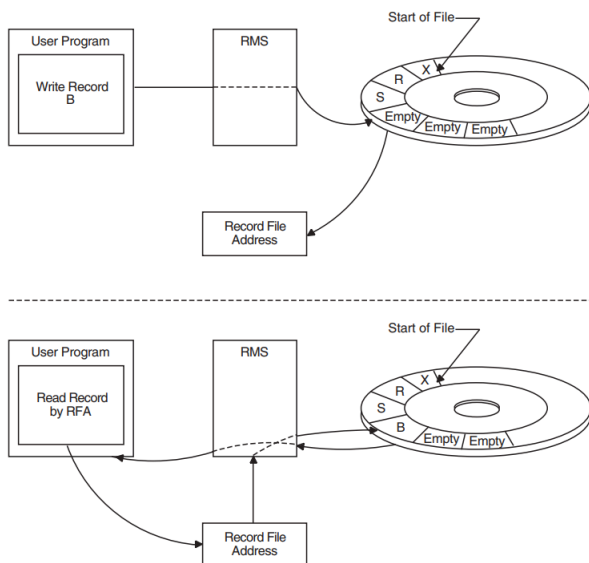 Start of File
User Program
RMS
Write Record
B
X
R
S
Empty
Empty
Empty
Record File
Address
Start of File
User Program
RMS
Read Record
by RFA
X
R
S
B
Empty
Empty
Record File
Address